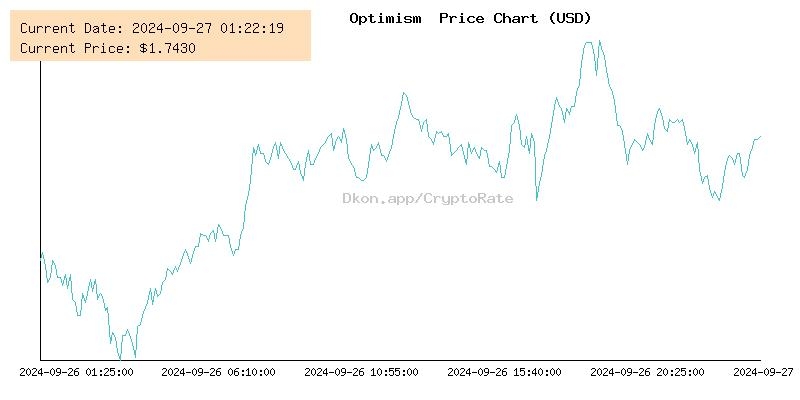 Optimism  Price Chart (USD)
Current Date: 2024-09-27 01:22:19
Current Price: $1.7430
Dkon.app/CryptoRate
2024-09-26 01:25:00 2024-09-26 06:10:00 2024-09-26 10:55:00 2024-09-26 15:40:00 2024-09-26 20:25:00 2024-09-27